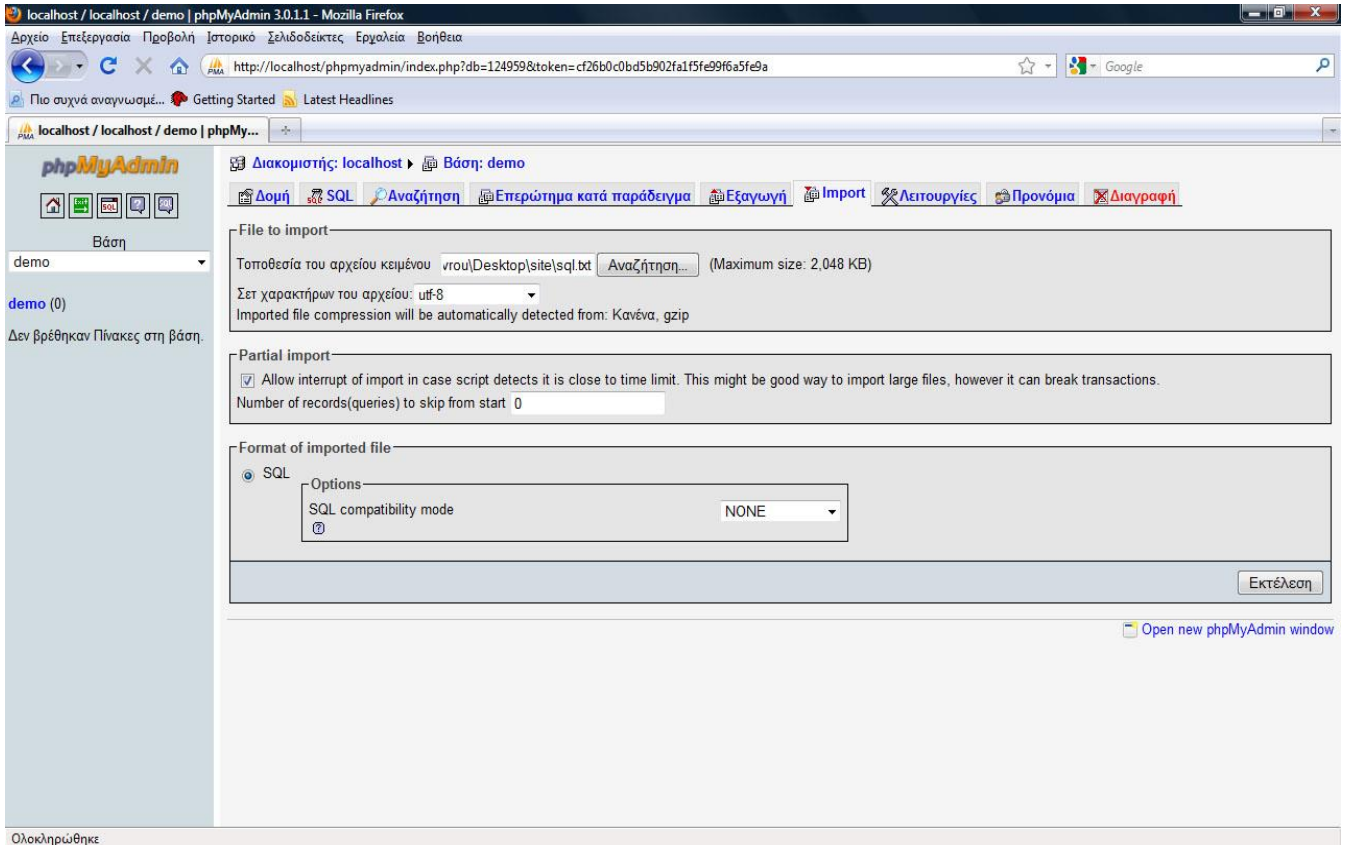 localhost / localhost / demo | phpMyAdmin 3.0.1.1 - Mozilla Firefox
Αρχείο Επεξεργασία Προβολή Ιστορικό Σελιδοδείκτες Εργαλεία Βοήθεια
http://localhost/phpmyadmin/index.php?db=124959&token=cf26b0c0bd5b902fa1f5fe99f6a5fe9a Google
Πιο συχνά αναγνωσμέ... Getting Started Latest Headlines
localhost / localhost / demo | phpMy...
phpMyAdmin
Βάση
demo
demo (0)
Δεν βρέθηκαν Πίνακες στη βάση.
Διακομιστής: localhost Βάση: demo
Δομή SQL Αναζήτηση Επερώτημα κατά παράδειγμα Εξαγωγή Import Λειτουργίες Προνόμια Διαγραφή
File to import
Τοποθεσία του αρχείου κειμένου vrou\Desktop\site\sql.txt Αναζήτηση... (Maximum size: 2,048 KB)
Σετ χαρακτήρων του αρχείου: utf-8
Imported file compression will be automatically detected from: Κανένα, gzip
Partial import
Allow interrupt of import in case script detects it is close to time limit. This might be good way to import large files, however it can break transactions.
Number of records(queries) to skip from start 0
Format of imported file
SQL
Options
SQL compatibility mode NONE
Εκτέλεση
Open new phpMyAdmin window
Ολοκληρώθηκε